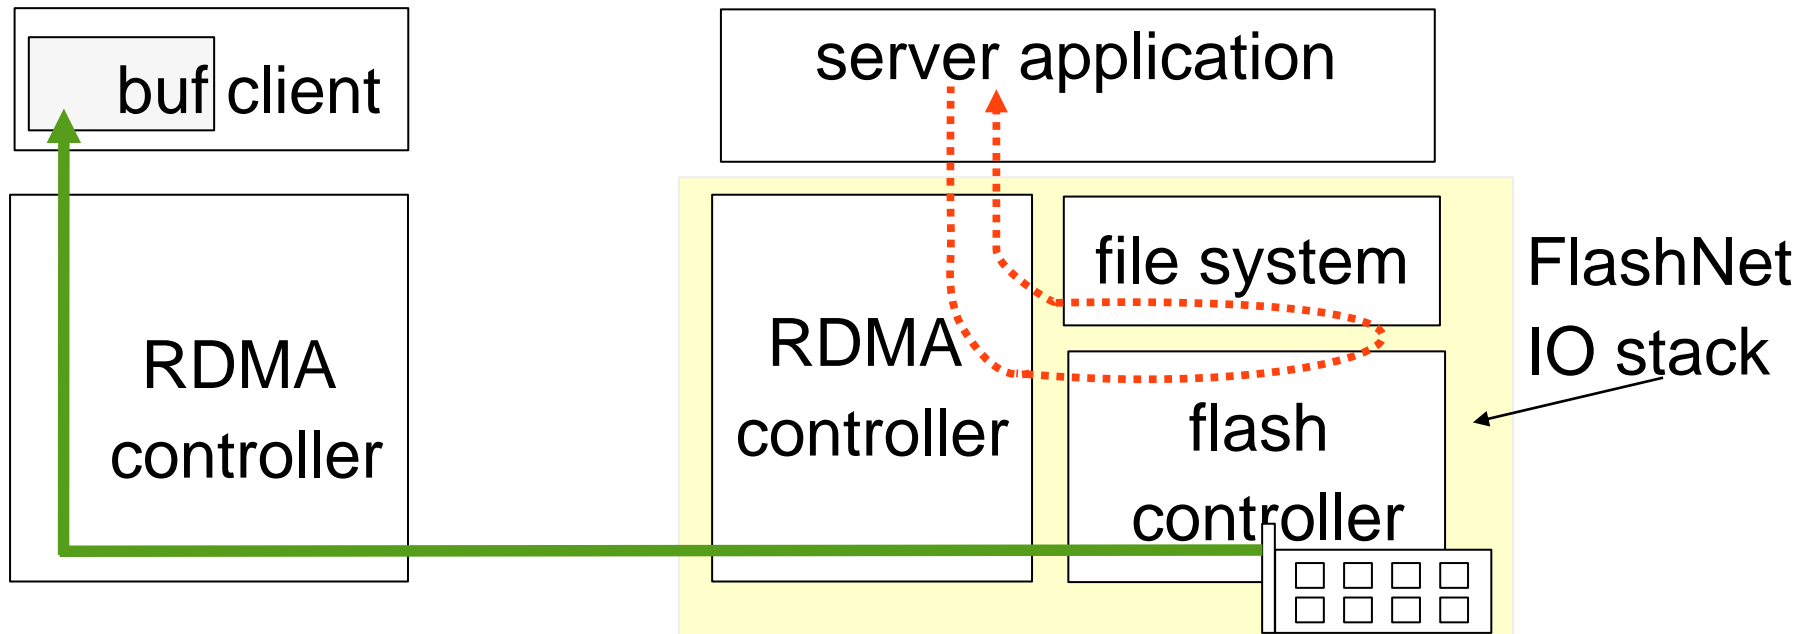 buf client
server application
RDMA
controller
RDMA
controller
file system
flash
controller
FlashNet
IO stack